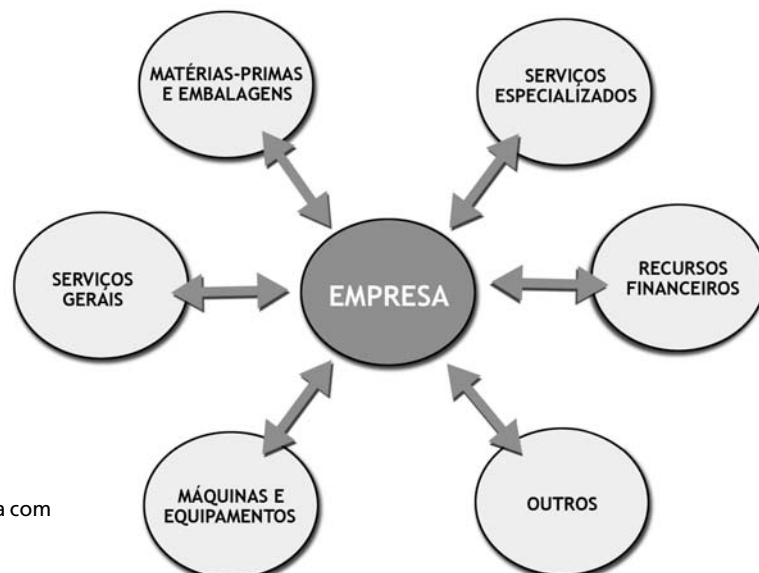 MATÉRIAS-PRIMAS
E EMBALAGENS
SERVIÇOS
ESPECIALIZADOS
SERVIÇOS
GERAIS
EMPRESA
RECURSOS
FINANCEIROS
MÁQUINAS E
EQUIPAMENTOS
OUTROS
a com